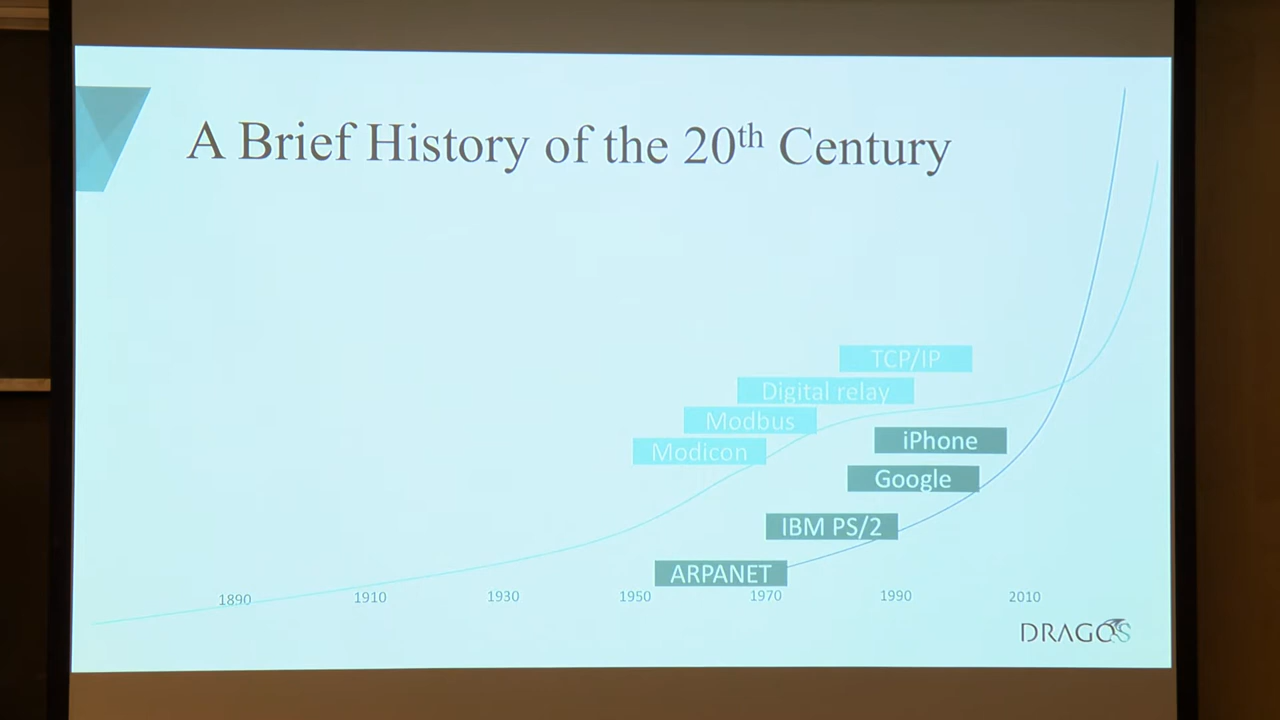 A Brief History of the 20th Century
TCP/IP
Digital relay
Modbus
Modicon
iPhone
Google
IBM PS/2
ARPANET
1890 1910 1930 1950 1970 1990 2010
DRAGOS